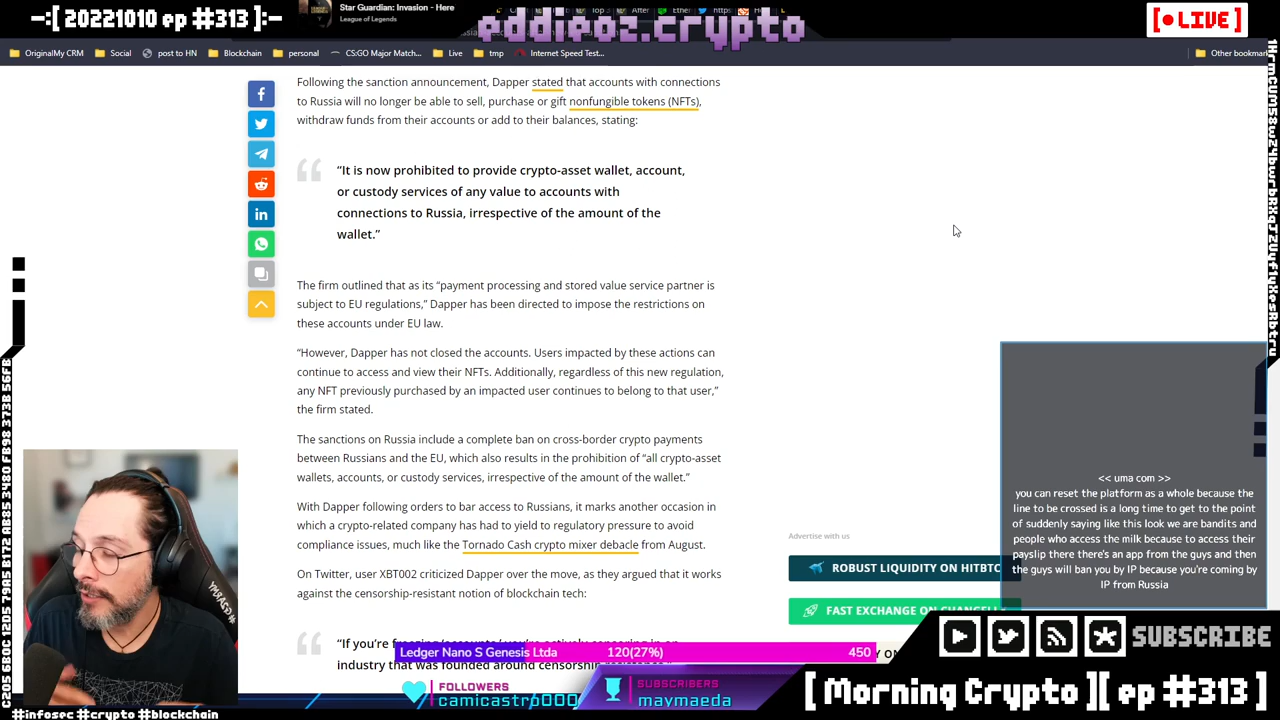 -:[ 20221010 ep #313 ]:-
Star Guardian: Invasion - Here
League of Legends
eddieoz.crypto
[● LIVE]
OriginalMy CRM
Social
post to HN
Blockchain
personal
CS:GO Major Match...
Live
tmp
Internet Speed Test...
Other bookmar
Following the sanction announcement, Dapper stated that accounts with connections
to Russia will no longer be able to sell, purchase or gift nonfungible tokens (NFTs),
withdraw funds from their accounts or add to their balances, stating:
“It is now prohibited to provide crypto-asset wallet, account,
or custody services of any value to accounts with
connections to Russia, irrespective of the amount of the
wallet.”
The firm outlined that as its “payment processing and stored value service partner is
subject to EU regulations,” Dapper has been directed to impose the restrictions on
these accounts under EU law.
“However, Dapper has not closed the accounts. Users impacted by these actions can
continue to access and view their NFTs. Additionally, regardless of this new regulation,
any NFT previously purchased by an impacted user continues to belong to that user,”
the firm stated.
The sanctions on Russia include a complete ban on cross-border crypto payments
between Russians and the EU, which also results in the prohibition of “all crypto-asset
wallets, accounts, or custody services, irrespective of the amount of the wallet.”
With Dapper following orders to bar access to Russians, it marks another occasion in
which a crypto-related company has had to yield to regulatory pressure to avoid
compliance issues, much like the Tornado Cash crypto mixer debacle from August.
On Twitter, user XBT002 criticized Dapper over the move, as they argued that it works
against the censorship-resistant notion of blockchain tech:
“If you’re freezing ‘accounts’ you’re actively censoring in an
industry that was founded around censorship
Advertise with us
ROBUST LIQUIDITY ON HITBTC
FAST EXCHANGE ON CHANGELL
<< uma com >>
you can reset the platform as a whole because the
line to be crossed is a long time to get to the point
of suddenly saying like this look we are bandits and
people who access the milk because to access their
payslip there there's an app from the guys and then
the guys will ban you by IP because you're coming by
IP from Russia
Ledger Nano S Genesis Ltda
120(27%)
450
FOLLOWERS
camicastro000
SUBSCRIBERS
maymaeda
SUBSCRIBE
[ Morning Crypto ][ ep #313 ]
infosec #crypto #blockchain